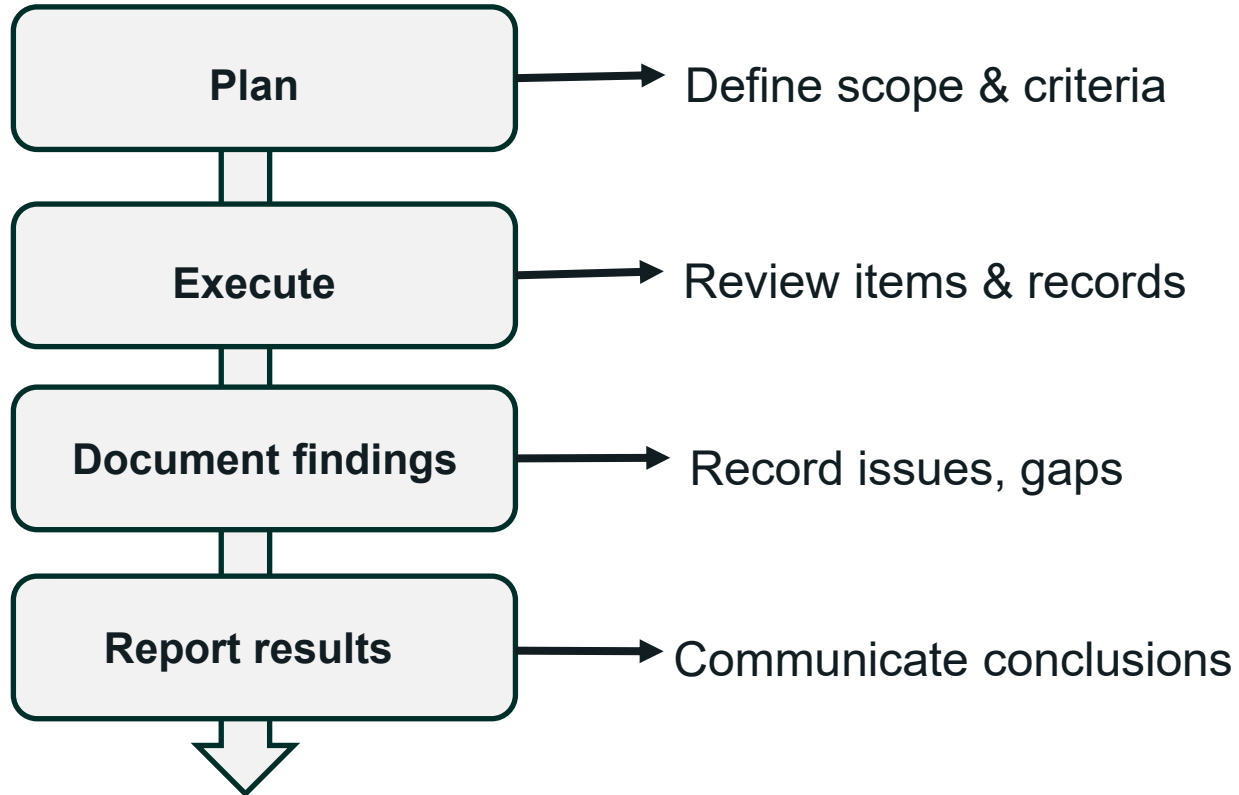 Plan
Define scope & criteria
Execute
Review items & records
Document findings
Record issues, gaps
Report results
Communicate conclusions